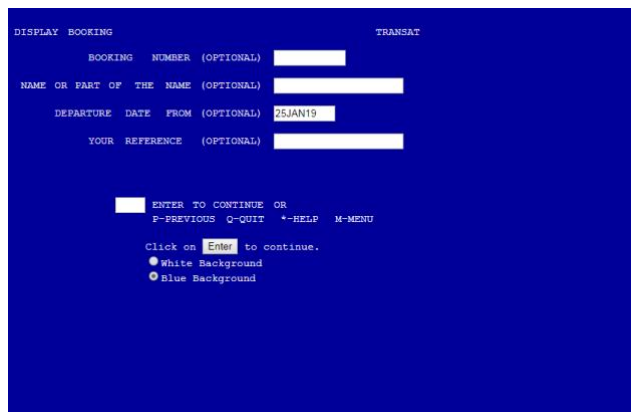 DISPLAY BOOKING TRANSAT
BOOKING NUMBER (OPTIONAL)
NAME OR PART OF THE NAME (OPTIONAL)
DEPARTURE DATE FROM (OPTIONAL) 25JAN19
YOUR REFERENCE (OPTIONAL)
ENTER TO CONTINUE OR
P-PREVIOUS Q-QUIT *-HELP M-MENU
Click on Enter to continue.
White Background
Blue Background